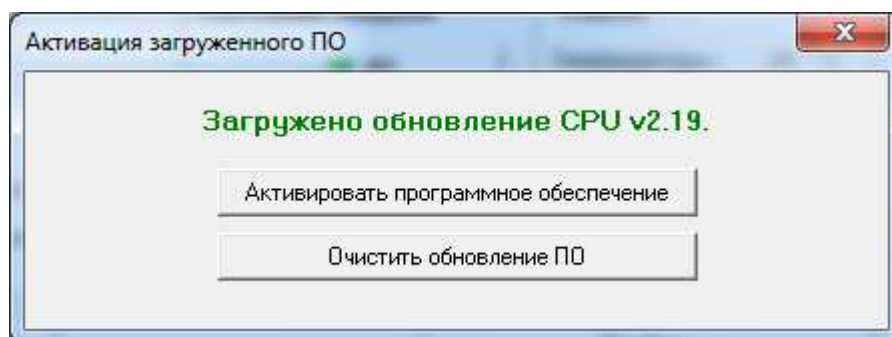 Активация загруженного ПО
Загружено обновление CPU v2.19.
Активировать программное обеспечение
Очистить обновление ПО